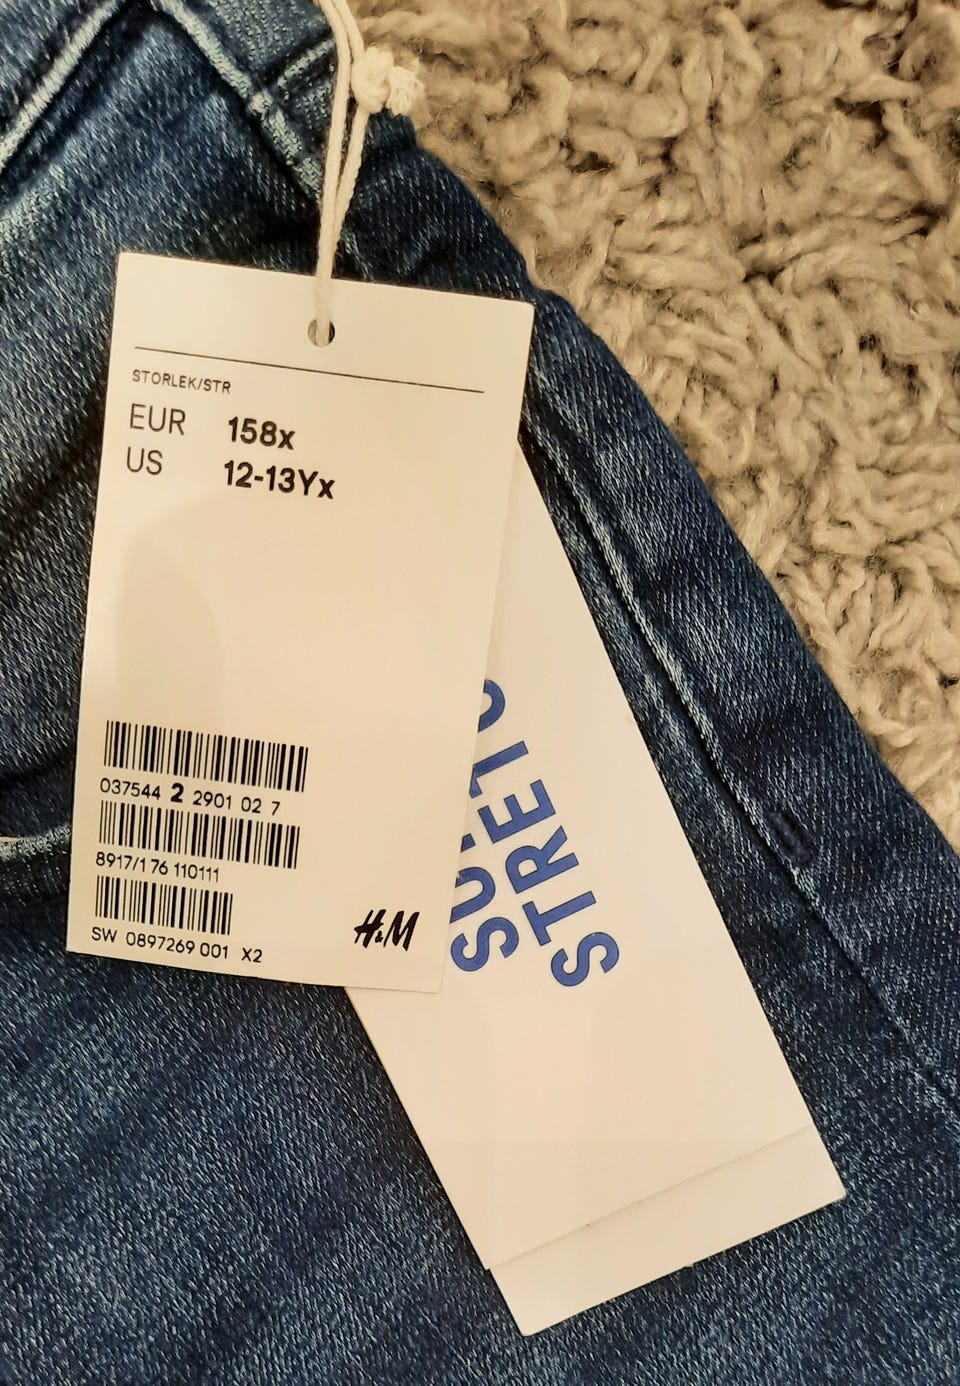 STORLEK/STR
EUR 158x
US 12-13Yx
037544 2 2901 02 7
8917/1 76 110111
SW 0897269 001 X2
H&M
STRETC